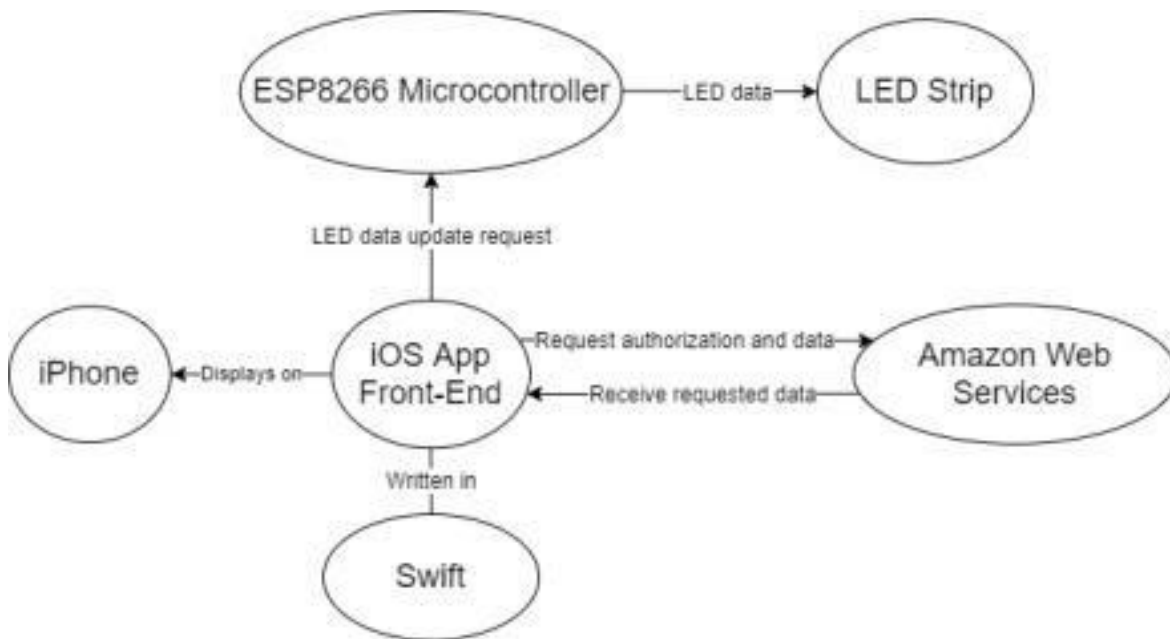 ESP8266 Microcontroller
LED data
LED Strip
LED data update request
iPhone
Displays on
iOS App
Front-End
Request authorization and data
Receive requested data
Amazon Web
Services
Written in
Swift